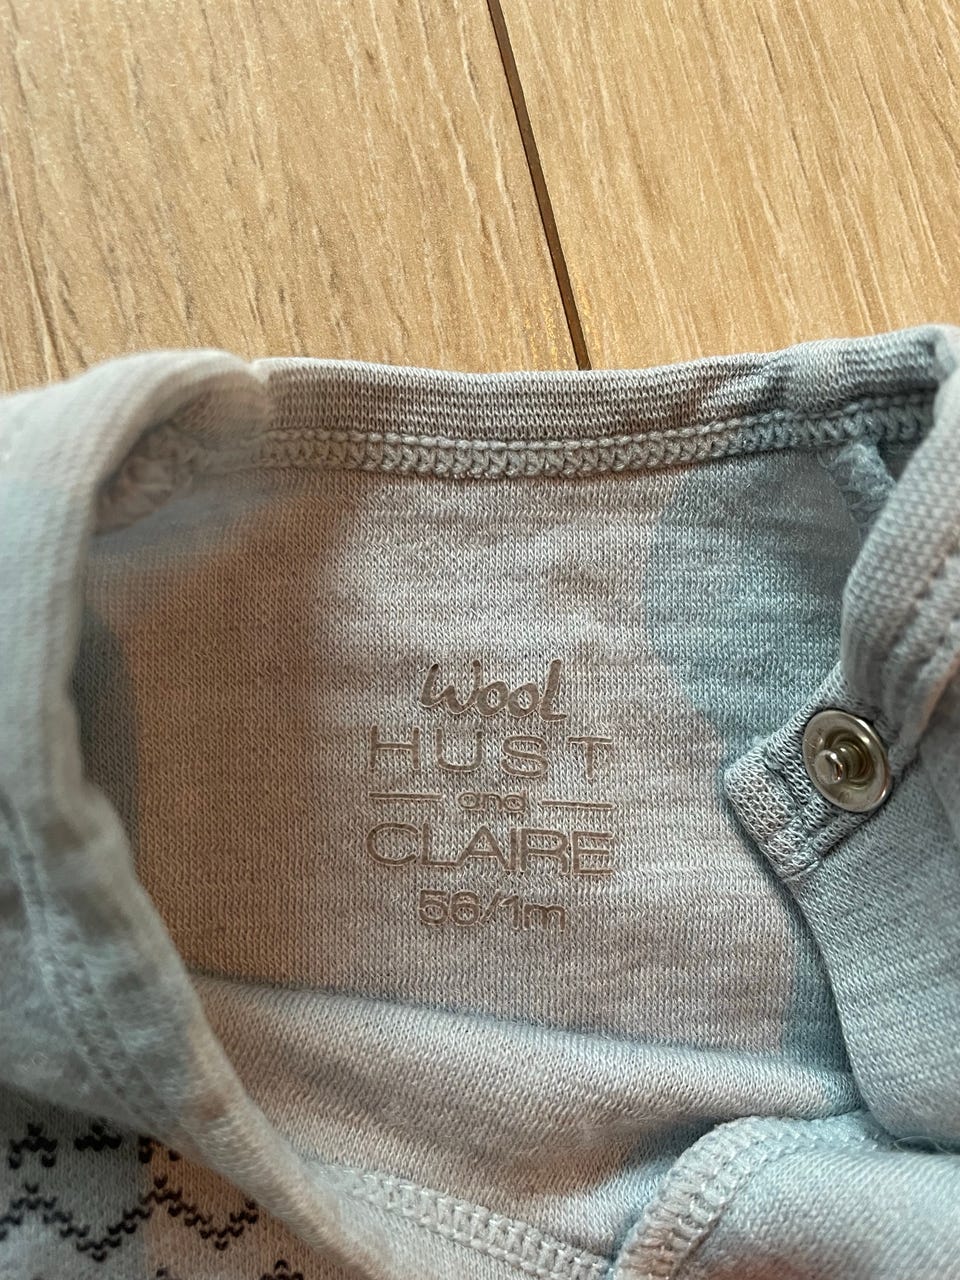 Wool
HUST
and
CLAIRE
56/1m